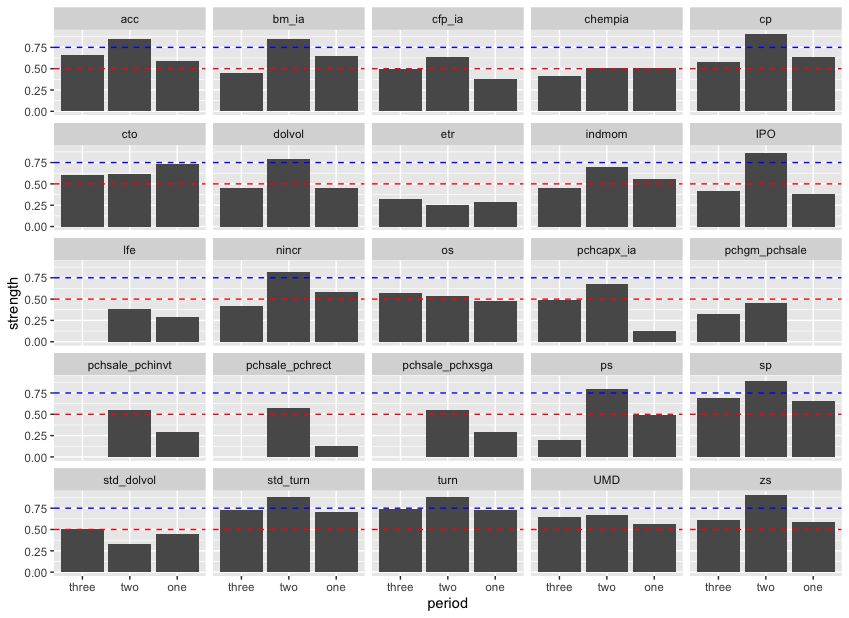 acc bm_ia cfp_ia chempia cp
0.75
0.50
0.25
0.00
cto dolvol etr indmom IPO
0.75
0.50
0.25
0.00
lfe nincr os pchcapx_ia pchgm_pchsale
0.75
0.50
0.25
0.00
pchsale_pchinvt pchsale_pchrect pchsale_pchxsga ps sp
0.75
0.50
0.25
0.00
std_dolvol std_turn turn UMD zs
0.75
0.50
0.25
0.00
three two one three two one three two one three two one three two one
period
strength